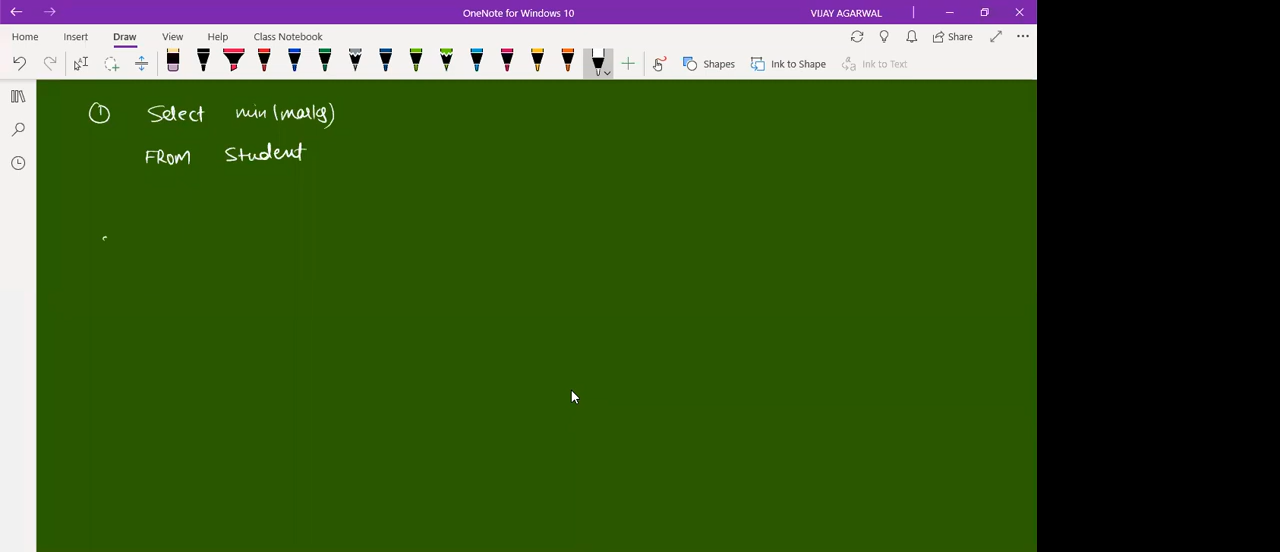 OneNote for Windows 10
VIJAY AGARWAL
Home Insert Draw View Help Class Notebook
Share
Shapes Ink to Shape Ink to Text
① Select min(marks)
FROM Student